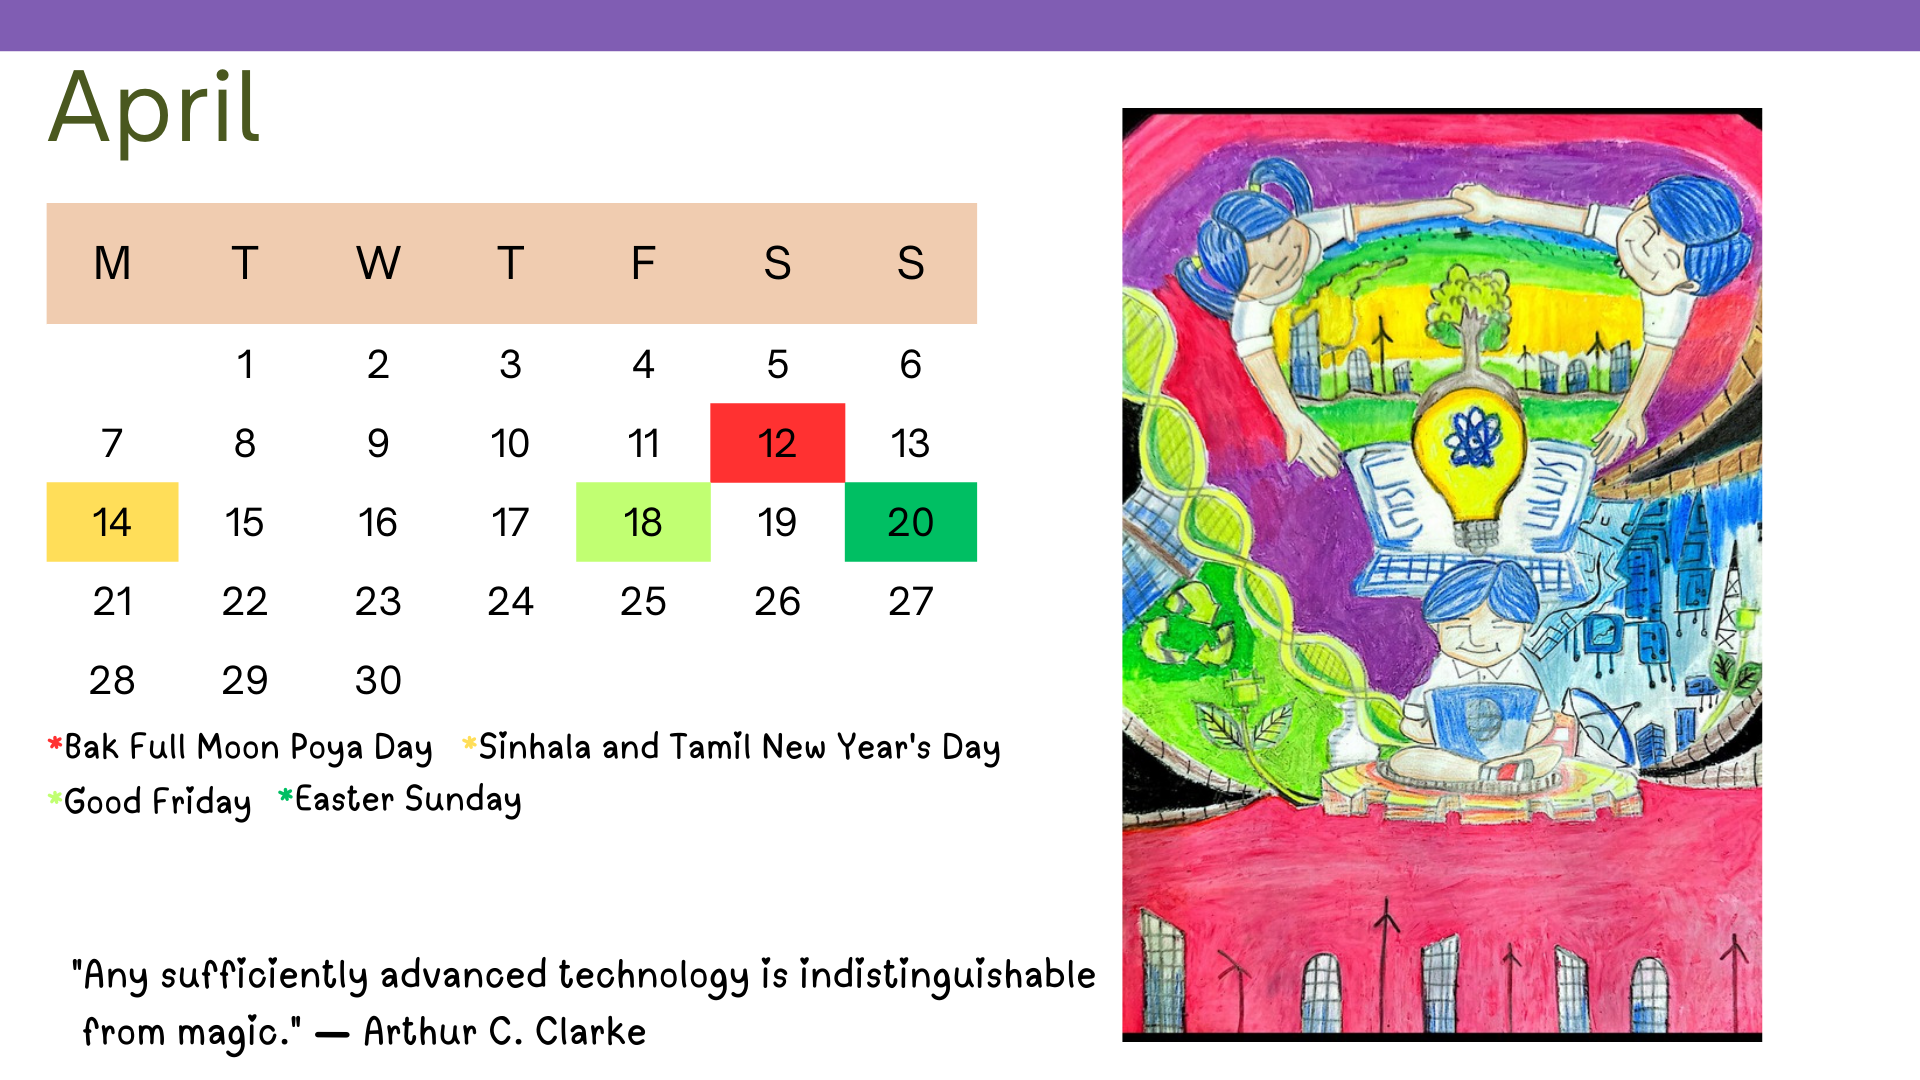 April
M T W T F S S
1 2 3 4 5 6
7 8 9 10 11 12 13
14 15 16 17 18 19 20
21 22 23 24 25 26 27
28 29 30
*Bak Full Moon Poya Day *Sinhala and Tamil New Year's Day
*Good Friday *Easter Sunday
"Any sufficiently advanced technology is indistinguishable
from magic." — Arthur C. Clarke